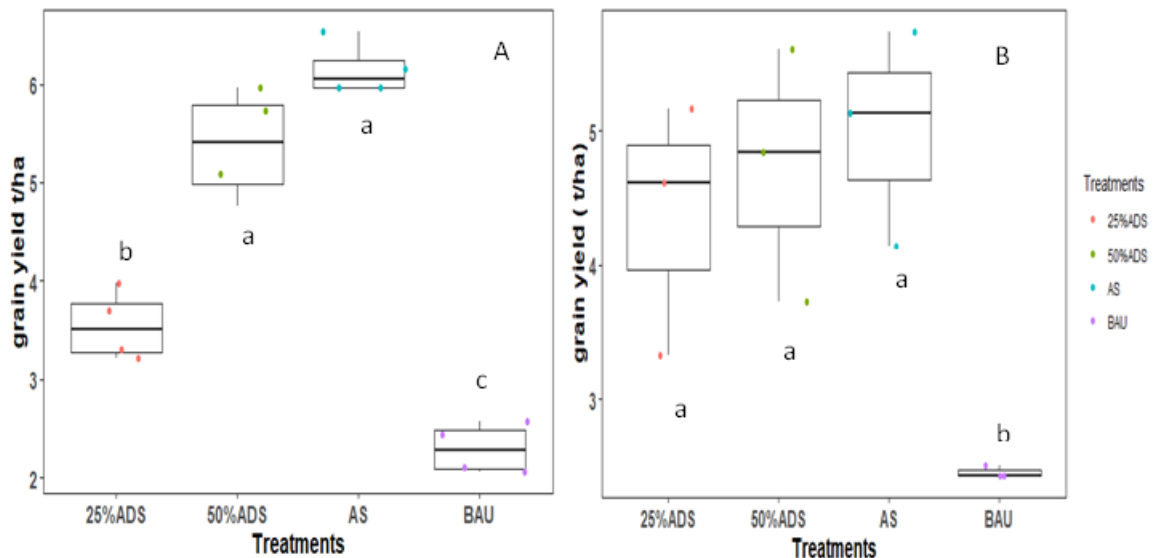 A
grain yield t/ha
6
5
4
3
2
b
a
a
c
25%ADS
50%ADS
AS
BAU
Treatments
B
grain yield ( t/ha)
5
4
3
a
a
a
b
25%ADS
50%ADS
AS
BAU
Treatments
Treatments
25%ADS
50%ADS
AS
BAU